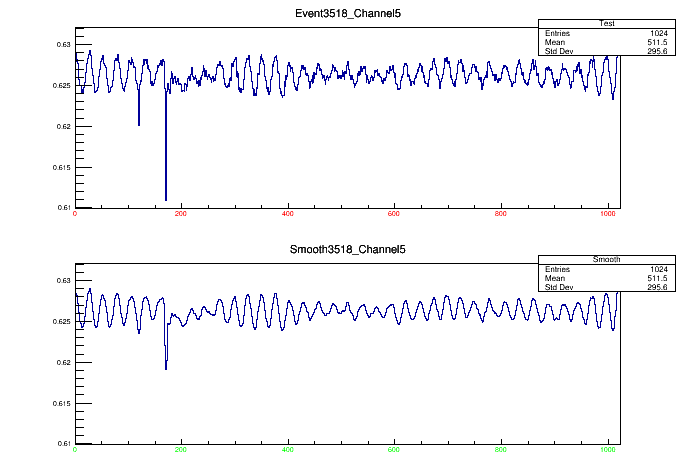 Event3518_Channel5
Test
Entries 1024
Mean 511.5
Std Dev 295.6
0.63
0.625
0.62
0.615
0.61
0 200 400 600 800 1000
Smooth3518_Channel5
Smooth
Entries 1024
Mean 511.5
Std Dev 295.6
0.63
0.625
0.62
0.615
0.61
0 200 400 600 800 1000